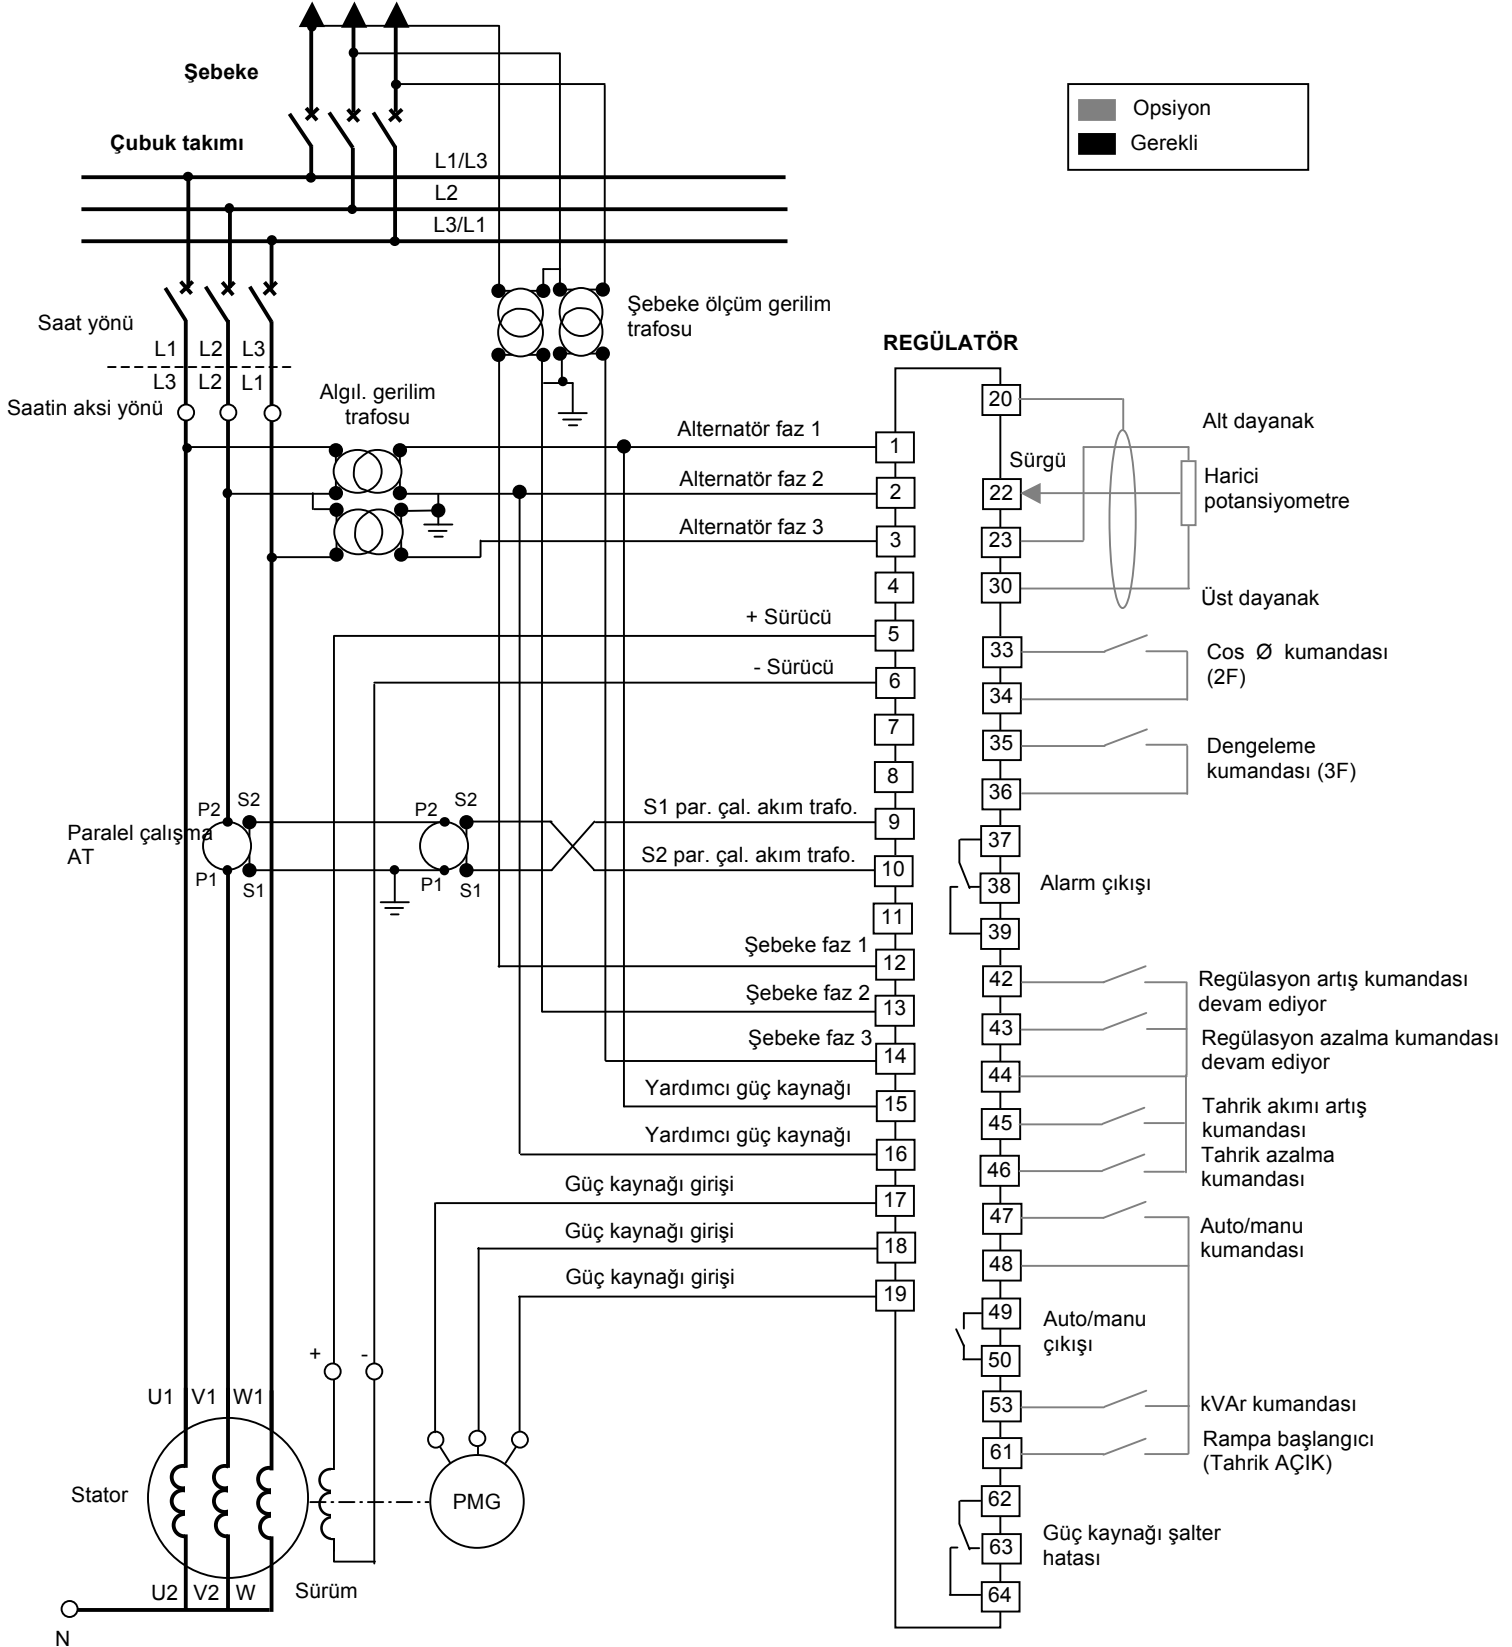 Şebeke
Çubuk takımı
L1/L3
L2
L3/L1
Opsiyon
Gerekli
Saat yönü
L1 L2 L3
L3 L2 L1
Saatin aksi yönü
Algıl. gerilim
trafosu
Şebeke ölçüm gerilim
trafosu
REGÜLATÖR
Alternatör faz 1
1
Alternatör faz 2
2
Alternatör faz 3
3
4
+ Sürücü
5
- Sürücü
6
7
8
S1 par. çal. akım trafo.
9
S2 par. çal. akım trafo.
10
11
Şebeke faz 1
12
Şebeke faz 2
13
Şebeke faz 3
14
Yardımcı güç kaynağı
15
Yardımcı güç kaynağı
16
Güç kaynağı girişi
17
Güç kaynağı girişi
18
Güç kaynağı girişi
19
Paralel çalışma
AT
P2 S2
P1 S1
P2 S2
P1 S1
+ -
U1 V1 W1
Stator
PMG
U2 V2 W
Sürüm
N
20
Alt dayanak
Sürgü
22
Harici
potansiyometre
23
30
Üst dayanak
33
Cos Ø kumandası
(2F)
34
35
Dengeleme
kumandası (3F)
36
37
38
Alarm çıkışı
39
42
Regülasyon artış kumandası
devam ediyor
43
Regülasyon azalma kumandası
devam ediyor
44
45
Tahrik akımı artış
kumandası
46
Tahrik azalma
kumandası
47
Auto/manu
kumandası
48
49
Auto/manu
çıkışı
50
53
kVAr kumandası
61
Rampa başlangıcı
(Tahrik AÇIK)
62
63
Güç kaynağı şalter
hatası
64